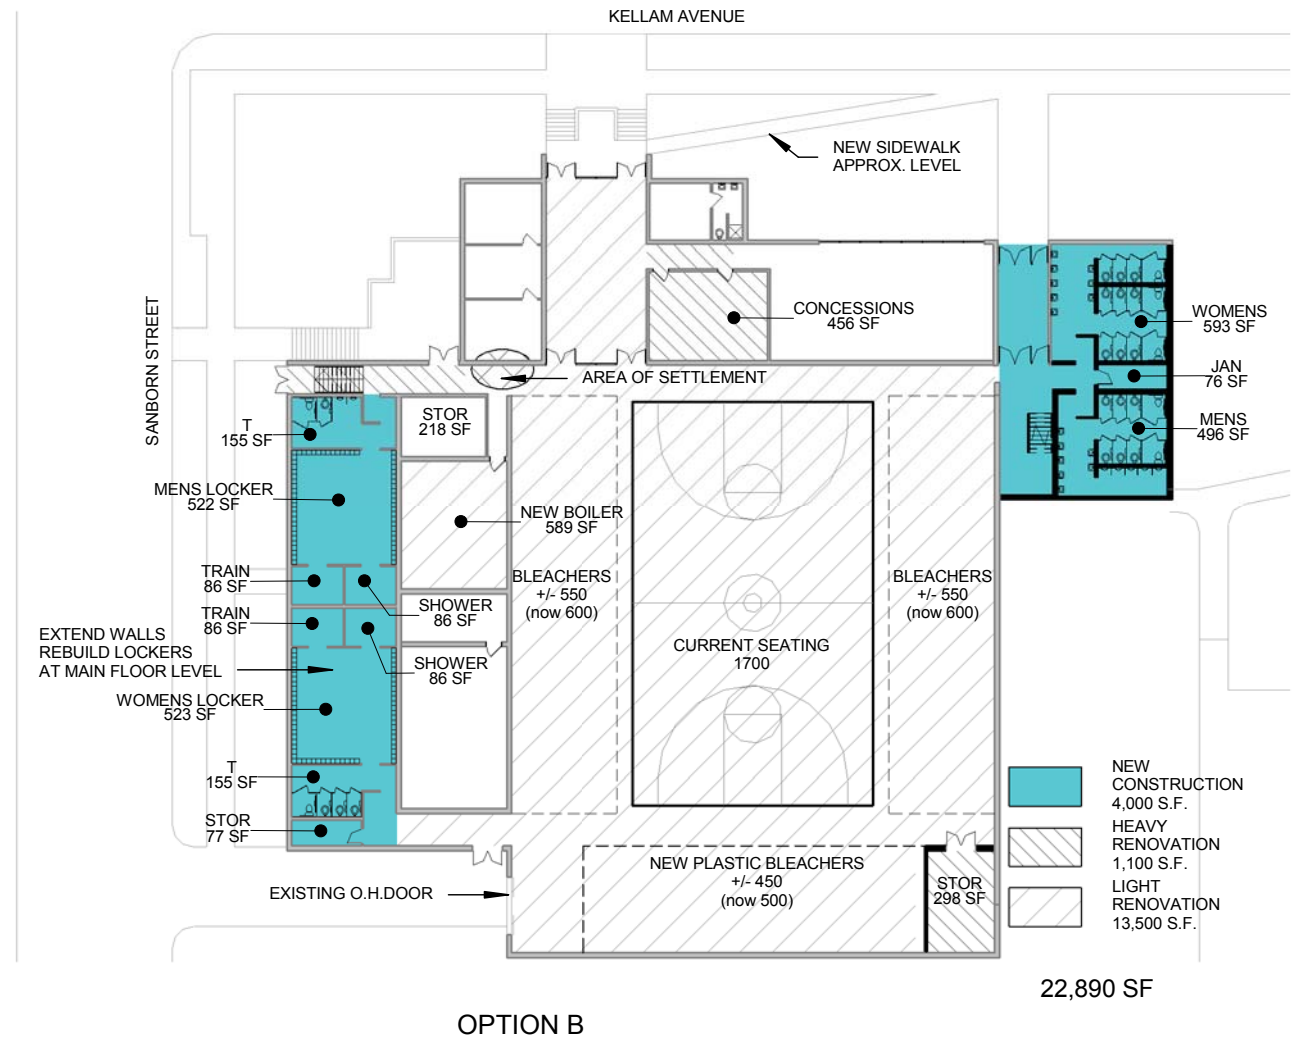 KELLAM AVENUE
NEW SIDEWALK
APPROX. LEVEL
SANBORN STREET
CONCESSIONS
456 SF
WOMENS
593 SF
JAN
76 SF
MENS
496 SF
AREA OF SETTLEMENT
STOR
218 SF
T
155 SF
MENS LOCKER
522 SF
NEW BOILER
589 SF
TRAIN
86 SF
TRAIN
86 SF
SHOWER
86 SF
SHOWER
86 SF
BLEACHERS
+/- 550
(now 600)
BLEACHERS
+/- 550
(now 600)
EXTEND WALLS
REBUILD LOCKERS
AT MAIN FLOOR LEVEL
CURRENT SEATING
1700
WOMENS LOCKER
523 SF
T
155 SF
STOR
77 SF
EXISTING O.H.DOOR
NEW PLASTIC BLEACHERS
+/- 450
(now 500)
STOR
298 SF
NEW
CONSTRUCTION
4,000 S.F.
HEAVY
RENOVATION
1,100 S.F.
LIGHT
RENOVATION
13,500 S.F.
22,890 SF
OPTION B